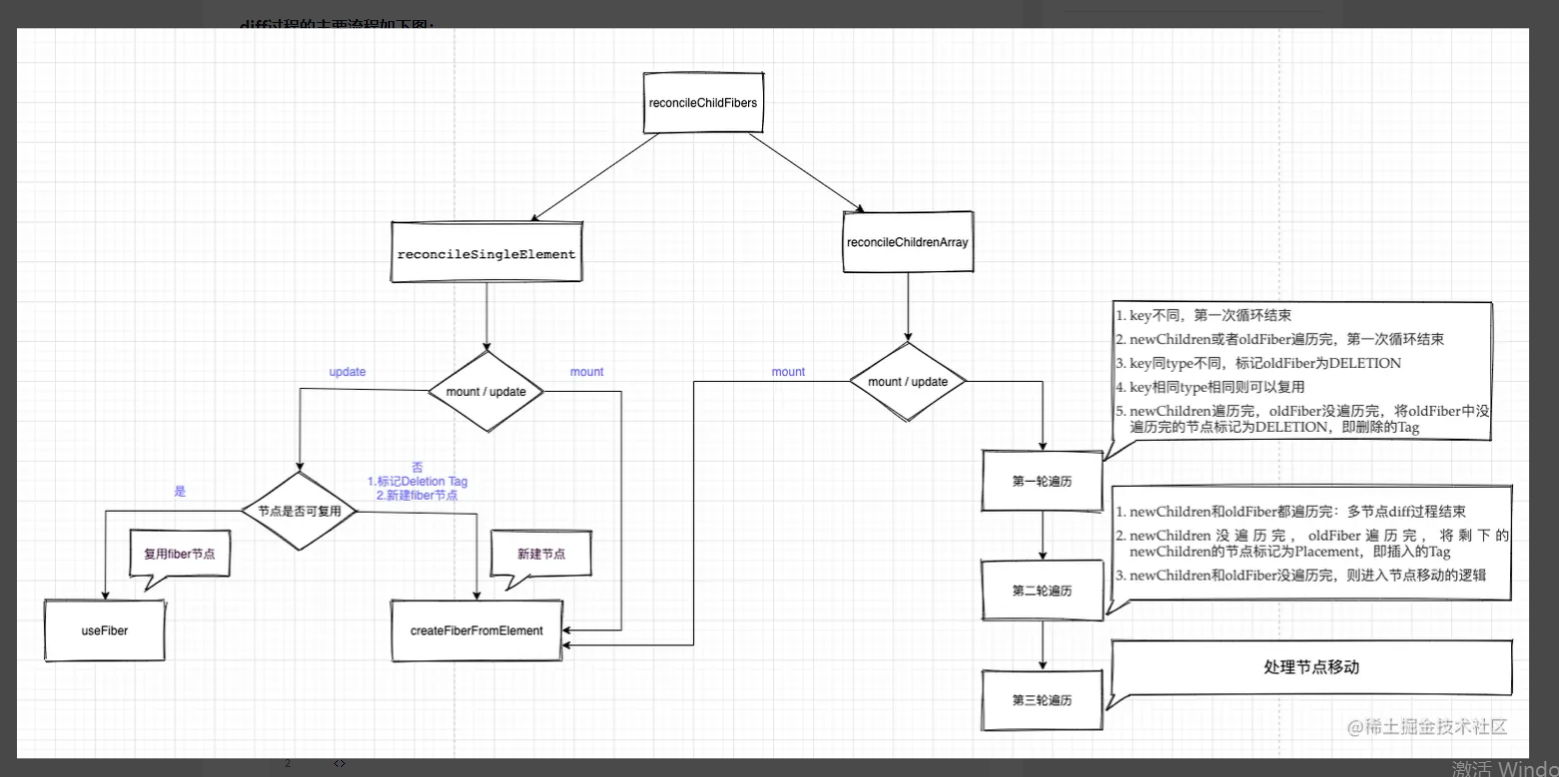 diff过程的主要流程如下图：
reconcileChildFibers
reconcileSingleElement
reconcileChildrenArray
mount / update
update
mount
mount / update
mount
1. key不同，第一次循环结束
2. newChildren或者oldFiber遍历完，第一次循环结束
3. key同type不同，标记oldFiber为DELETION
4. key相同type相同则可以复用
5. newChildren遍历完，oldFiber没遍历完，将oldFiber中没
遍历完的节点标记为DELETION，即删除的Tag
节点是否可复用
是
否
1.标记Deletion Tag
2.新建fiber节点
复用fiber节点
新建节点
useFiber
createFiberFromElement
第一轮遍历
1. newChildren和oldFiber都遍历完：多节点diff过程结束
2. newChildren没遍历完，oldFiber遍历完，将剩下的
newChildren的节点标记为Placement，即插入的Tag
3. newChildren和oldFiber没遍历完，则进入节点移动的逻辑
第二轮遍历
处理节点移动
第三轮遍历
@稀土掘金技术社区
2
<>
激活 Windo